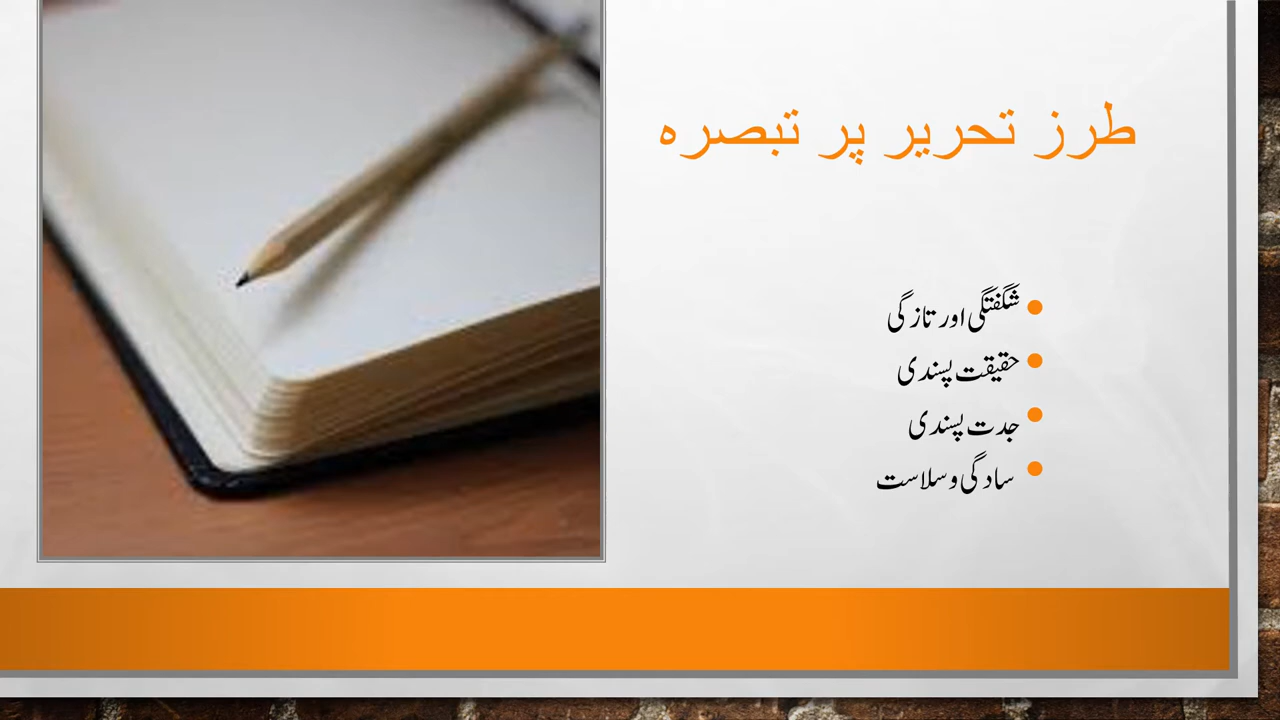 طرز تحریر پر تبصرہ
شگفتگی اور تازگی
حقیقت پسندی
جدت پسندی
سادگی و سلاست